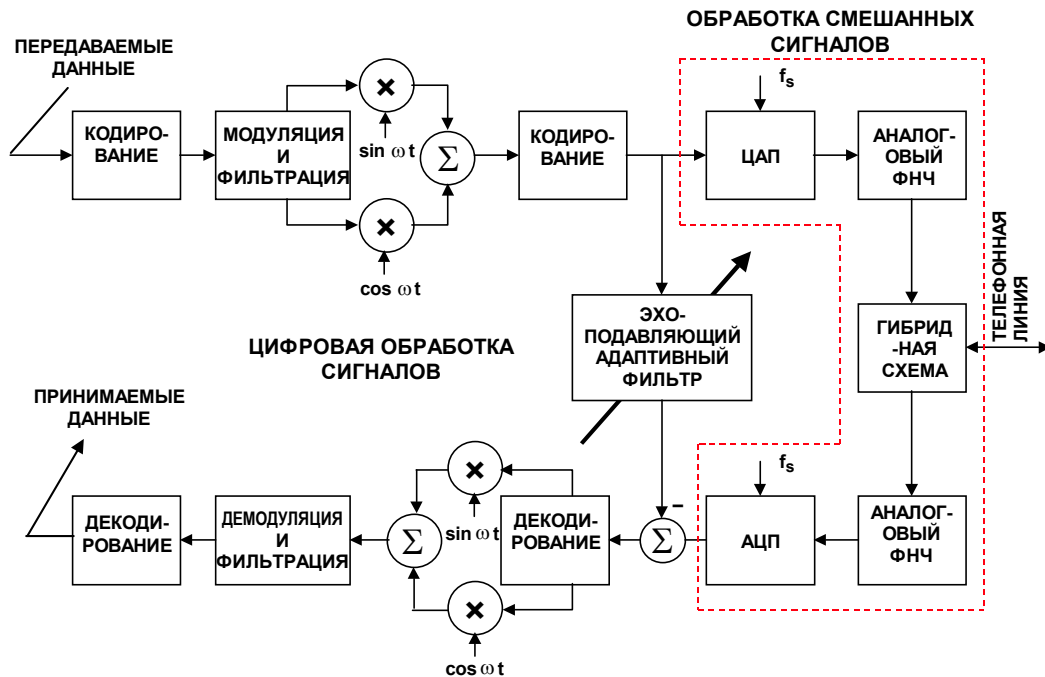 ОБРАБОТКА СМЕШАННЫХ
СИГНАЛОВ
ПЕРЕДАВАЕМЫЕ
ДАННЫЕ
КОДИРО-
ВАНИЕ
МОДУЛЯЦИЯ
И
ФИЛЬТРАЦИЯ
×
sin ωt
Σ
×
cos ωt
КОДИРО-
ВАНИЕ
fs
ЦАП
АНАЛОГ-
ОВЫЙ
ФНЧ
ЭХО-
ПОДАВЛЯЮЩИЙ
АДАПТИВНЫЙ
ФИЛЬТР
ГИБРИД
-НАЯ
СХЕМА
ТЕЛЕФОННАЯ
ЛИНИЯ
ЦИФРОВАЯ ОБРАБОТКА
СИГНАЛОВ
ПРИНИМАЕМЫЕ
ДАННЫЕ
ДЕКОДИ-
РОВАНИЕ
ДЕМОДУЛЯЦИЯ
И
ФИЛЬТРАЦИЯ
Σ
×
sin ωt
×
cos ωt
ДЕКОДИ-
РОВАНИЕ
–
Σ
fs
АЦП
АНАЛОГ-
ОВЫЙ
ФНЧ